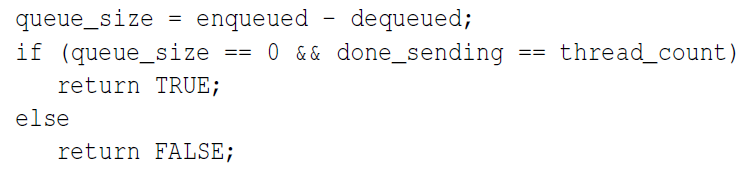 queue_size = enqueued - dequeued;
if (queue_size == 0 && done_sending == thread_count)
   return TRUE;
else
   return FALSE;